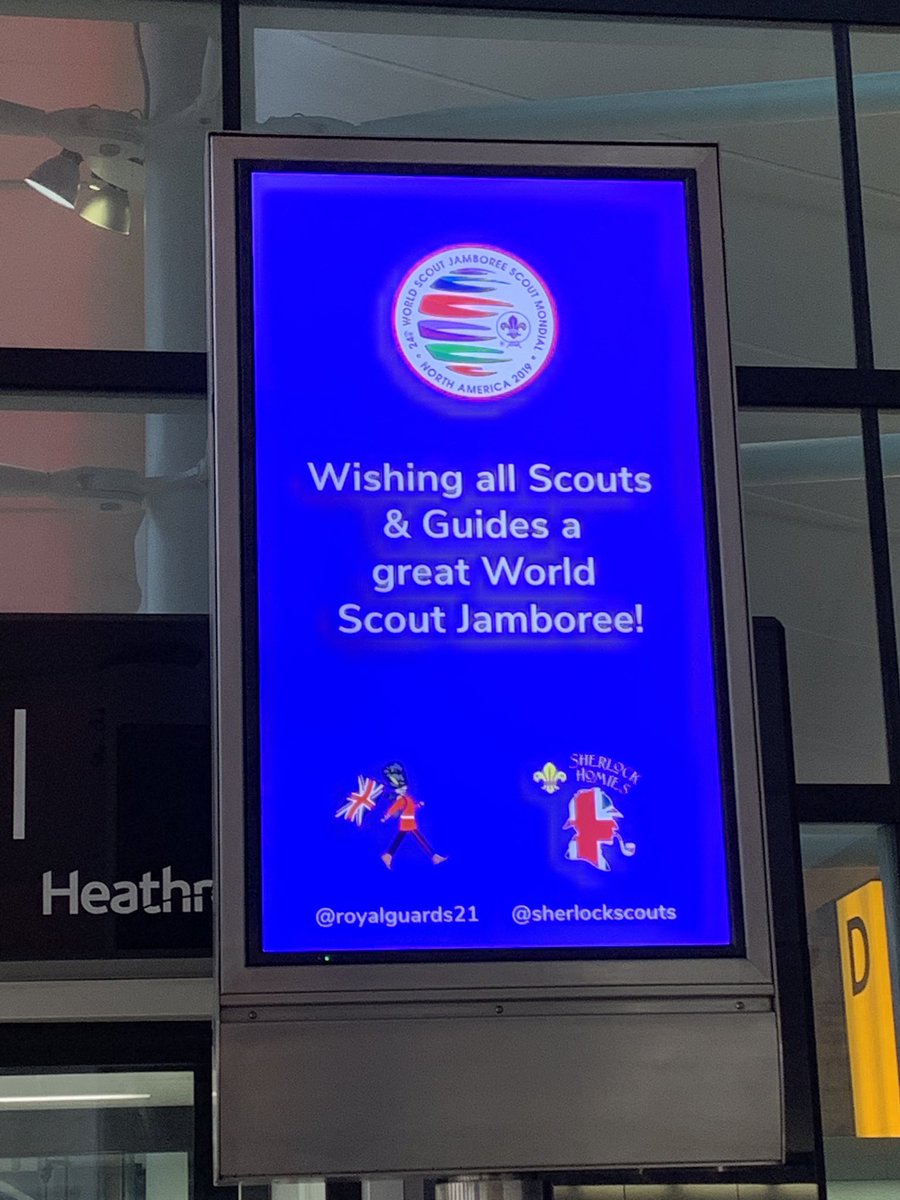 24th WORLD SCOUT JAMBOREE SCOUT MONDIAL
• NORTH AMERICA 2019 •
Wishing all Scouts
& Guides a
great World
Scout Jamboree!
SHERLOCK
HOMIES
@royalguards21
@sherlockscouts
Heathr
D